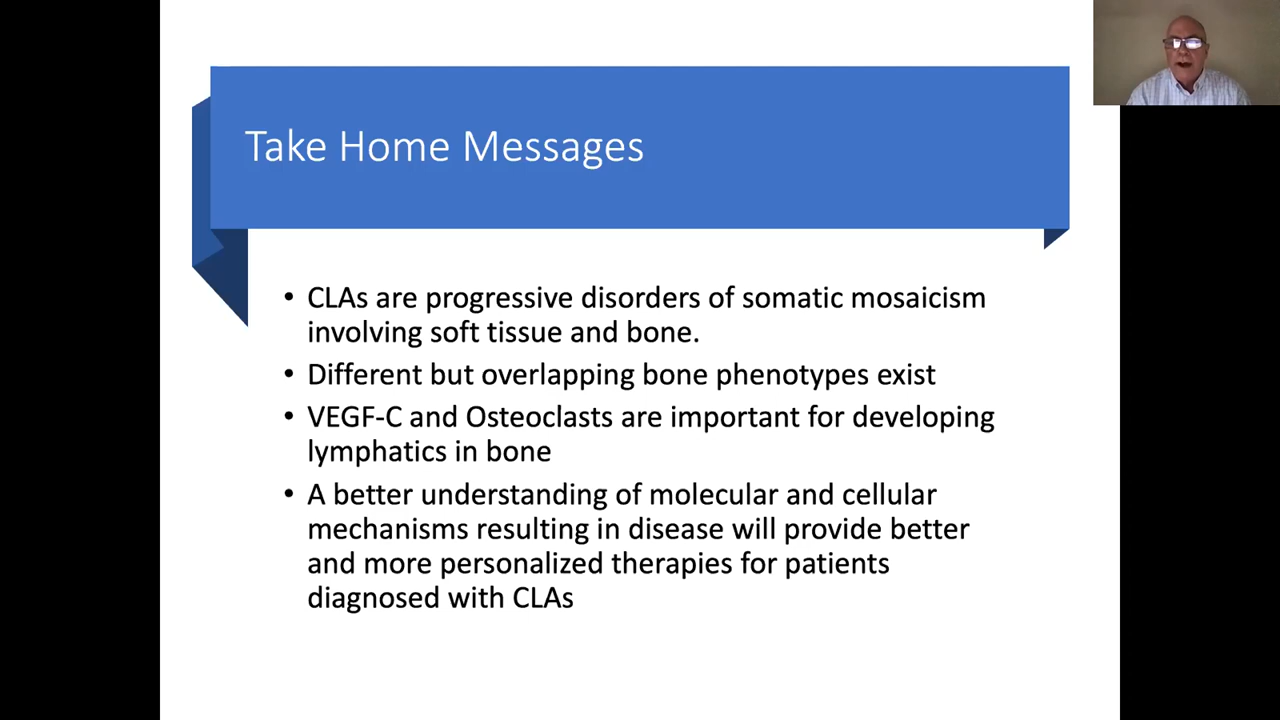 Take Home Messages
• CLAs are progressive disorders of somatic mosaicism
involving soft tissue and bone.
• Different but overlapping bone phenotypes exist
• VEGF-C and Osteoclasts are important for developing
lymphatics in bone
• A better understanding of molecular and cellular
mechanisms resulting in disease will provide better
and more personalized therapies for patients
diagnosed with CLAs